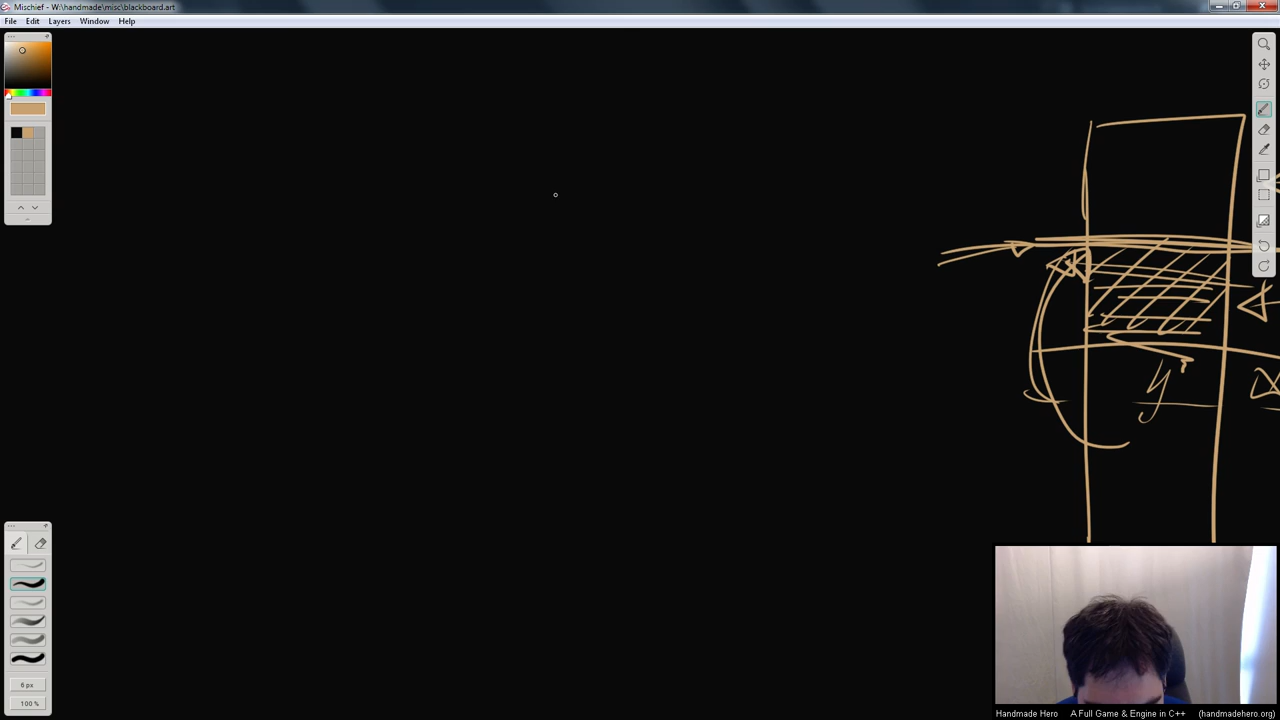 Mischief - W:\handmade\misc\blackboard.art
File Edit Layers Window Help
y
6 px
100 %
Handmade Hero A Full Game & Engine in C++ (handmadehero.org)